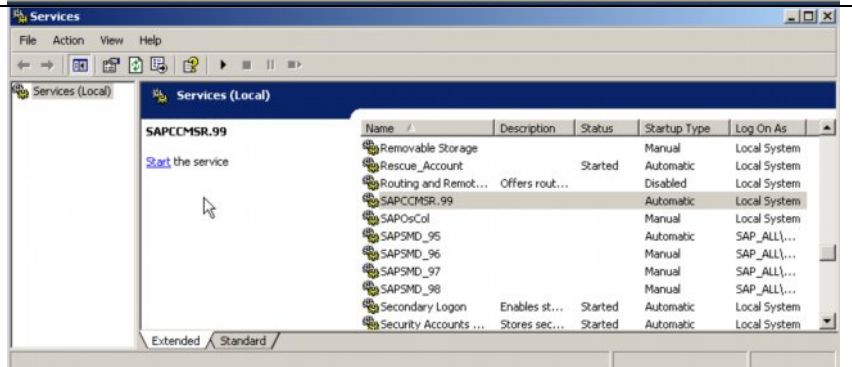 Services
File Action View Help
Services (Local)
Services (Local)
SAPCCMSR.99
Start the service
Name Description Status Startup Type Log On As
Removable Storage Manual Local System
Rescue_Account Started Automatic Local System
Routing and Remot... Offers rout... Disabled Local System
SAPCCMSR.99 Automatic Local System
SAPOsCol Manual Local System
SAPSMD_95 Automatic SAP_ALL\...
SAPSMD_96 Manual SAP_ALL\...
SAPSMD_97 Manual SAP_ALL\...
SAPSMD_98 Manual SAP_ALL\...
Secondary Logon Enables st... Started Automatic Local System
Security Accounts ... Stores sec... Started Automatic Local System
Extended Standard